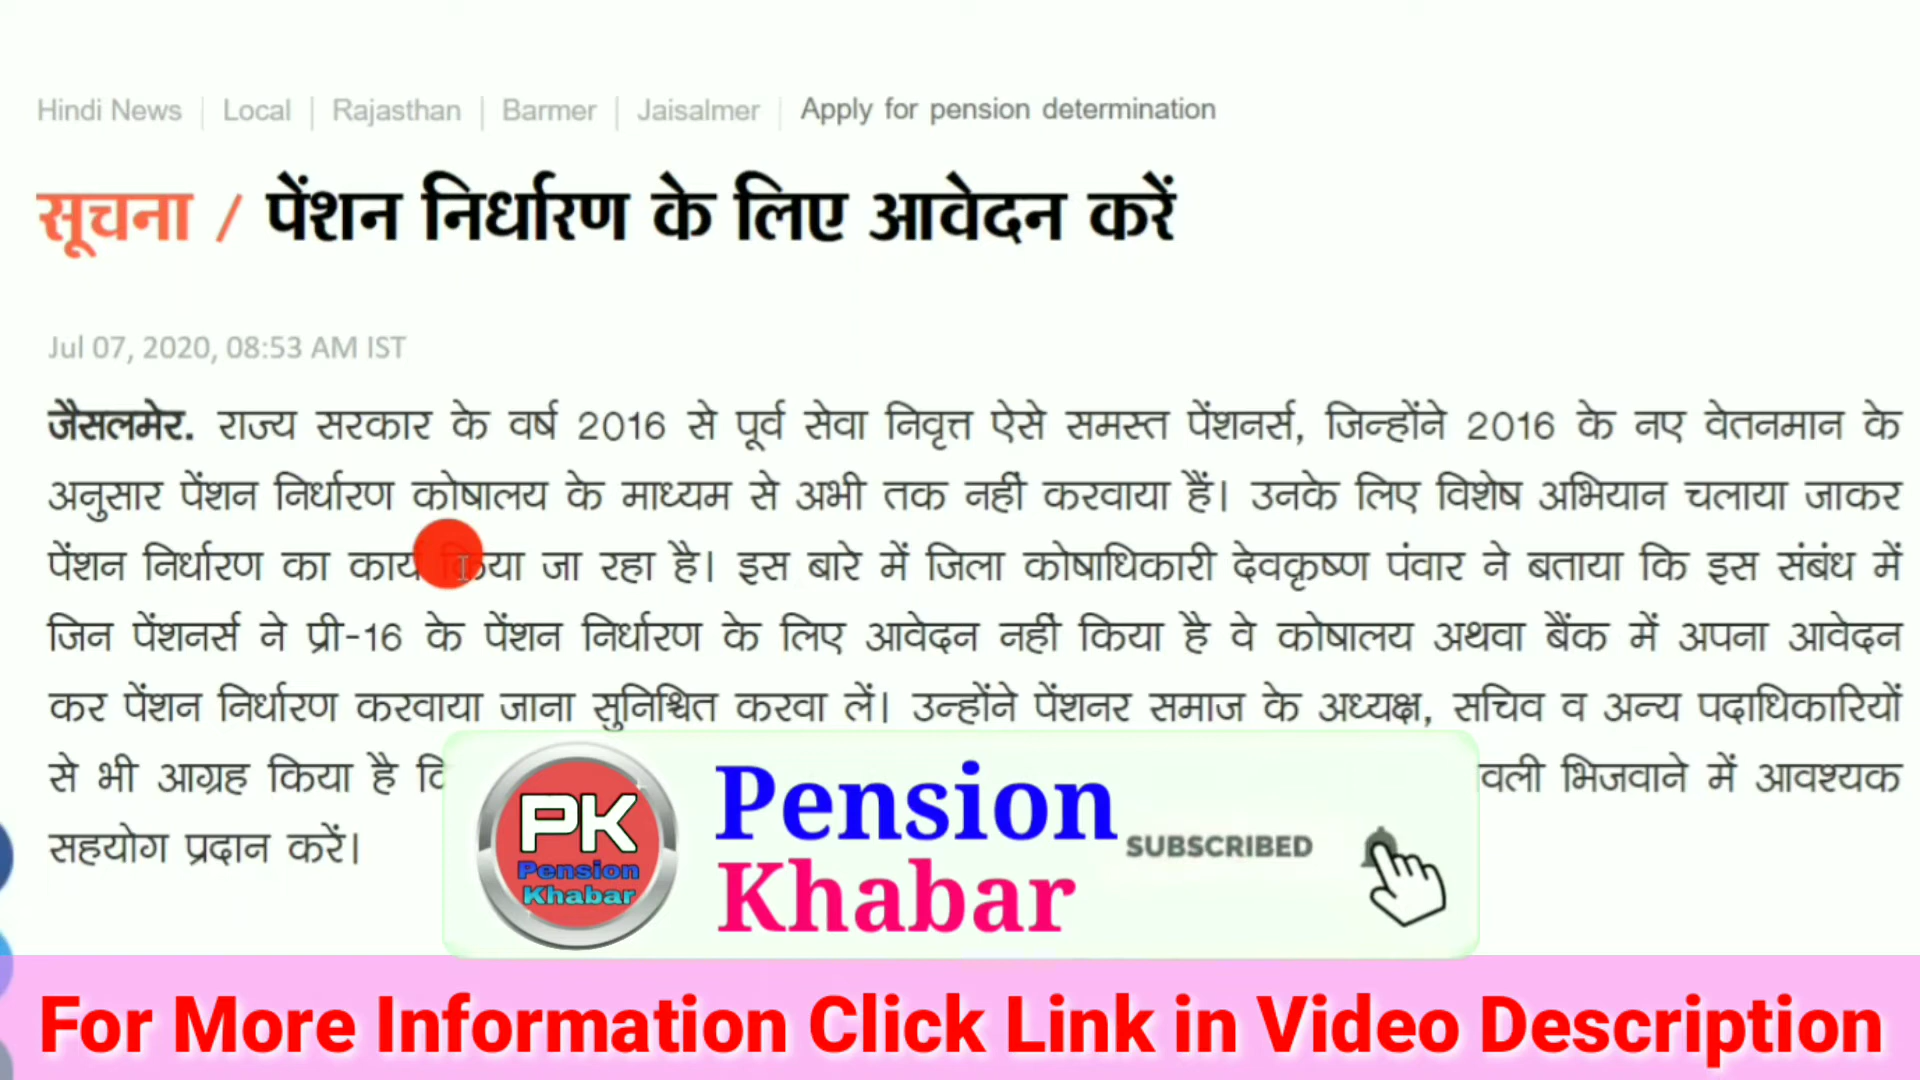 Hindi News | Local | Rajasthan | Barmer | Jaisalmer | Apply for pension determination
सूचना / पेंशन निर्धारण के लिए आवेदन करें
Jul 07, 2020, 08:53 AM IST
जैसलमेर. राज्य सरकार के वर्ष 2016 से पूर्व सेवा निवृत्त ऐसे समस्त पेंशनर्स, जिन्होंने 2016 के नए वेतनमान के
अनुसार पेंशन निर्धारण कोषालय के माध्यम से अभी तक नहीं करवाया हैं। उनके लिए विशेष अभियान चलाया जाकर
पेंशन निर्धारण का कार्य किया जा रहा है। इस बारे में जिला कोषाधिकारी देवकृष्ण पंवार ने बताया कि इस संबंध में
जिन पेंशनर्स ने प्री-16 के पेंशन निर्धारण के लिए आवेदन नहीं किया है वे कोषालय अथवा बैंक में अपना आवेदन
कर पेंशन निर्धारण करवाया जाना सुनिश्चित करवा लें। उन्होंने पेंशनर समाज के अध्यक्ष, सचिव व अन्य पदाधिकारियों
से भी आग्रह किया है वली भिजवाने में आवश्यक
सहयोग प्रदान करें।
PK
Pension
Khabar
Pension
Khabar
SUBSCRIBED
For More Information Click Link in Video Description